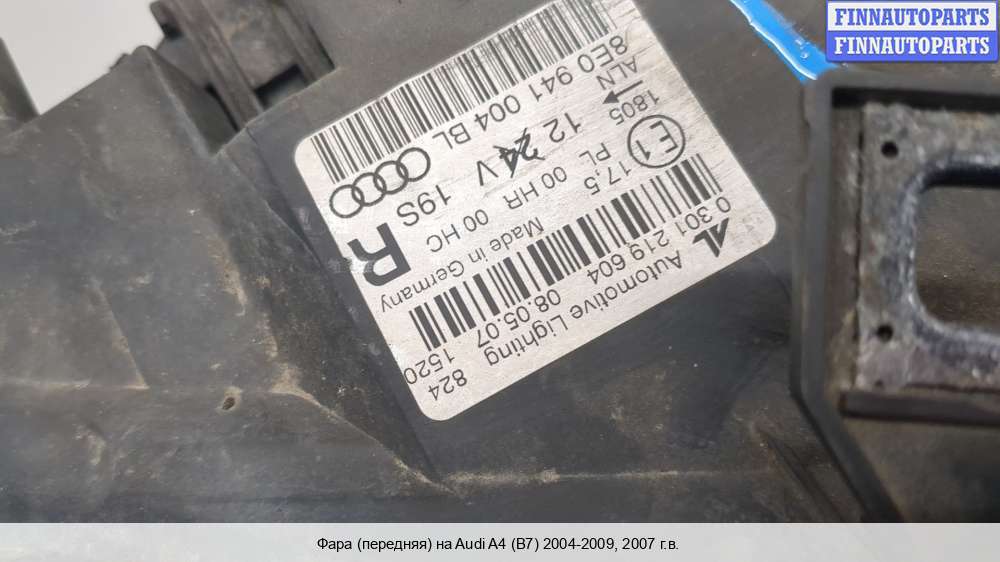 FINNAUTOPARTS
FINNAUTOPARTS
8E0 941 004 BL
ALN
1805
E1
12 24 V
17,5
PL
19S
00 HR 00 HC
R
Made in Germany
AL
0 301 219 604
Automotive Lighting
08.05.07 1520
824
Фара (передняя) на Audi A4 (B7) 2004-2009, 2007 г.в.